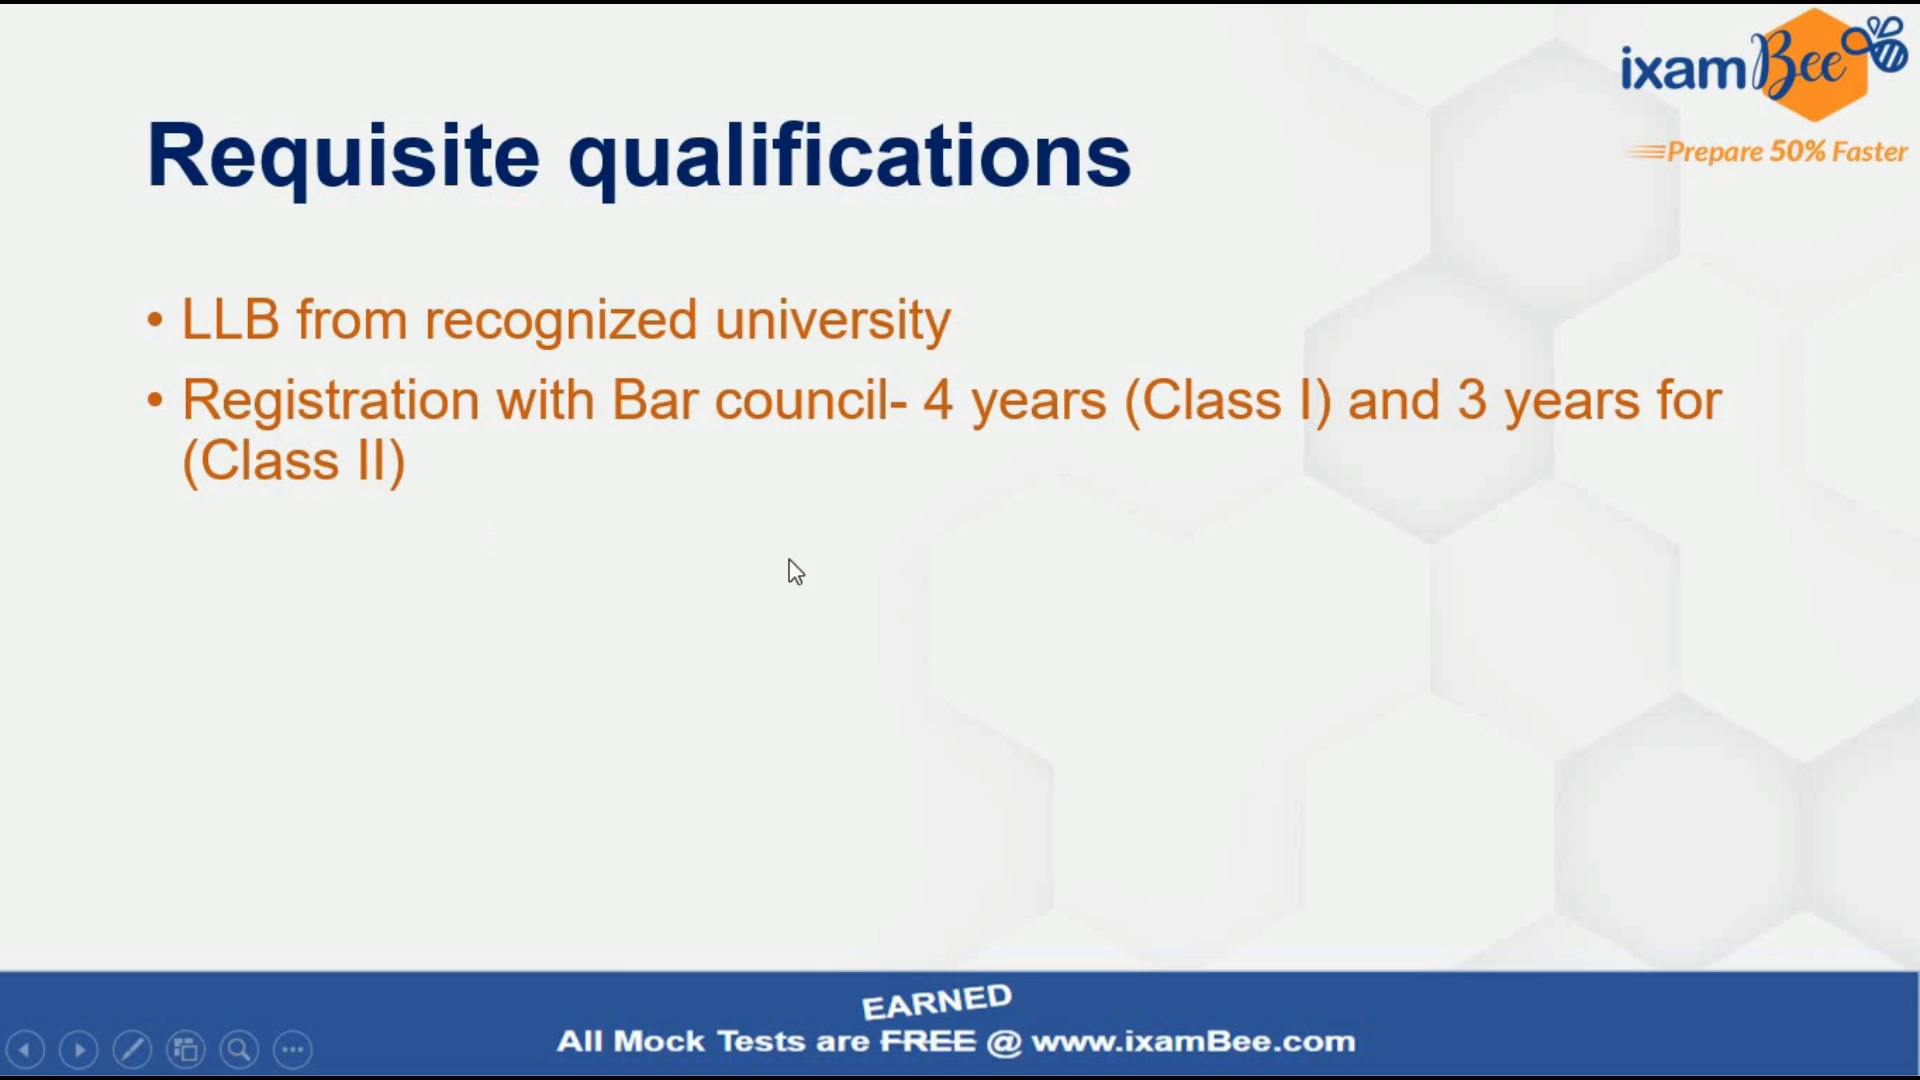 ixamBee
Prepare 50% Faster
Requisite qualifications
• LLB from recognized university
• Registration with Bar council- 4 years (Class I) and 3 years for
(Class II)
EARNED
All Mock Tests are FREE @ www.ixamBee.com